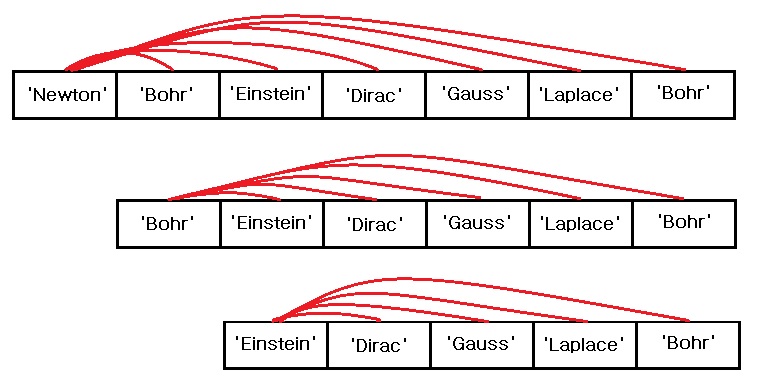 'Newton' 'Bohr' 'Einstein' 'Dirac' 'Gauss' 'Laplace' 'Bohr'
'Bohr' 'Einstein' 'Dirac' 'Gauss' 'Laplace' 'Bohr'
'Einstein' 'Dirac' 'Gauss' 'Laplace' 'Bohr'